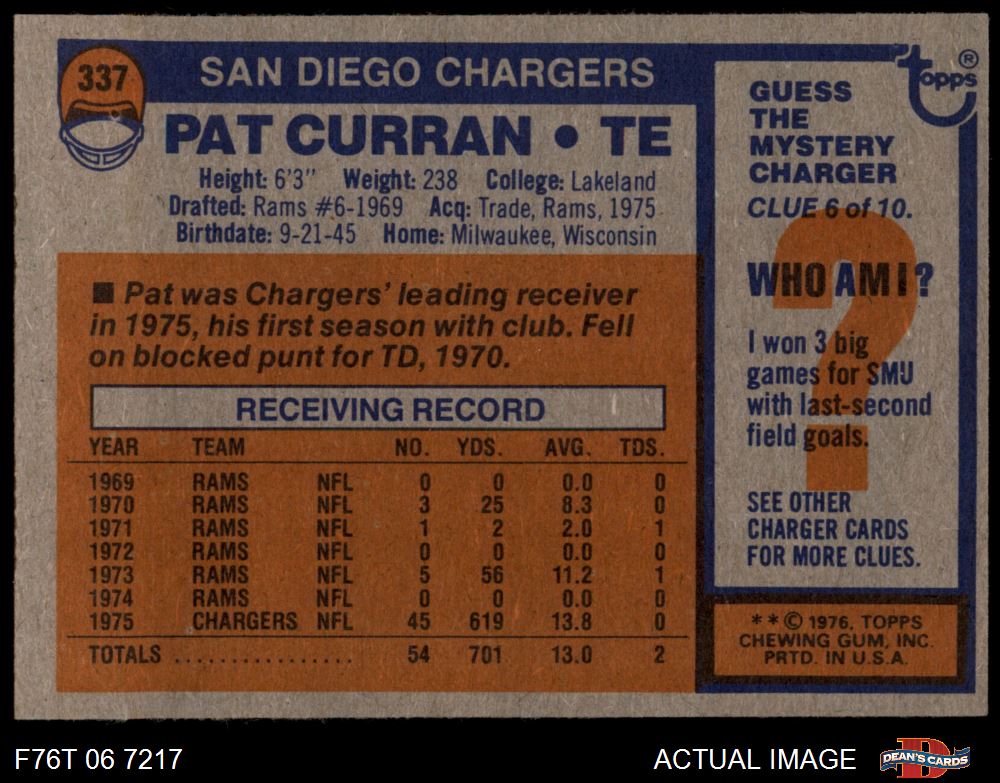 337
SAN DIEGO CHARGERS
PAT CURRAN • TE
Height: 6'3" Weight: 238 College: Lakeland
Drafted: Rams #6-1969 Acq: Trade, Rams, 1975
Birthdate: 9-21-45 Home: Milwaukee, Wisconsin
■ Pat was Chargers' leading receiver
in 1975, his first season with club. Fell
on blocked punt for TD, 1970.
RECEIVING RECORD
YEAR TEAM NO. YDS. AVG. TDS.
1969 RAMS NFL 0 0 0.0 0
1970 RAMS NFL 3 25 8.3 0
1971 RAMS NFL 1 2 2.0 1
1972 RAMS NFL 0 0 0.0 0
1973 RAMS NFL 5 56 11.2 1
1974 RAMS NFL 0 0 0.0 0
1975 CHARGERS NFL 45 619 13.8 0
TOTALS ................ 54 701 13.0 2
topps ®
GUESS
THE
MYSTERY
CHARGER
CLUE 6 of 10.
?
WHO AM I?
I won 3 big
games for SMU
with last-second
field goals.
SEE OTHER
CHARGER CARDS
FOR MORE CLUES.
* * © 1976, TOPPS
CHEWING GUM, INC.
PRTD. IN U.S.A.
F76T 06 7217
ACTUAL IMAGE
DEAN'S CARDS